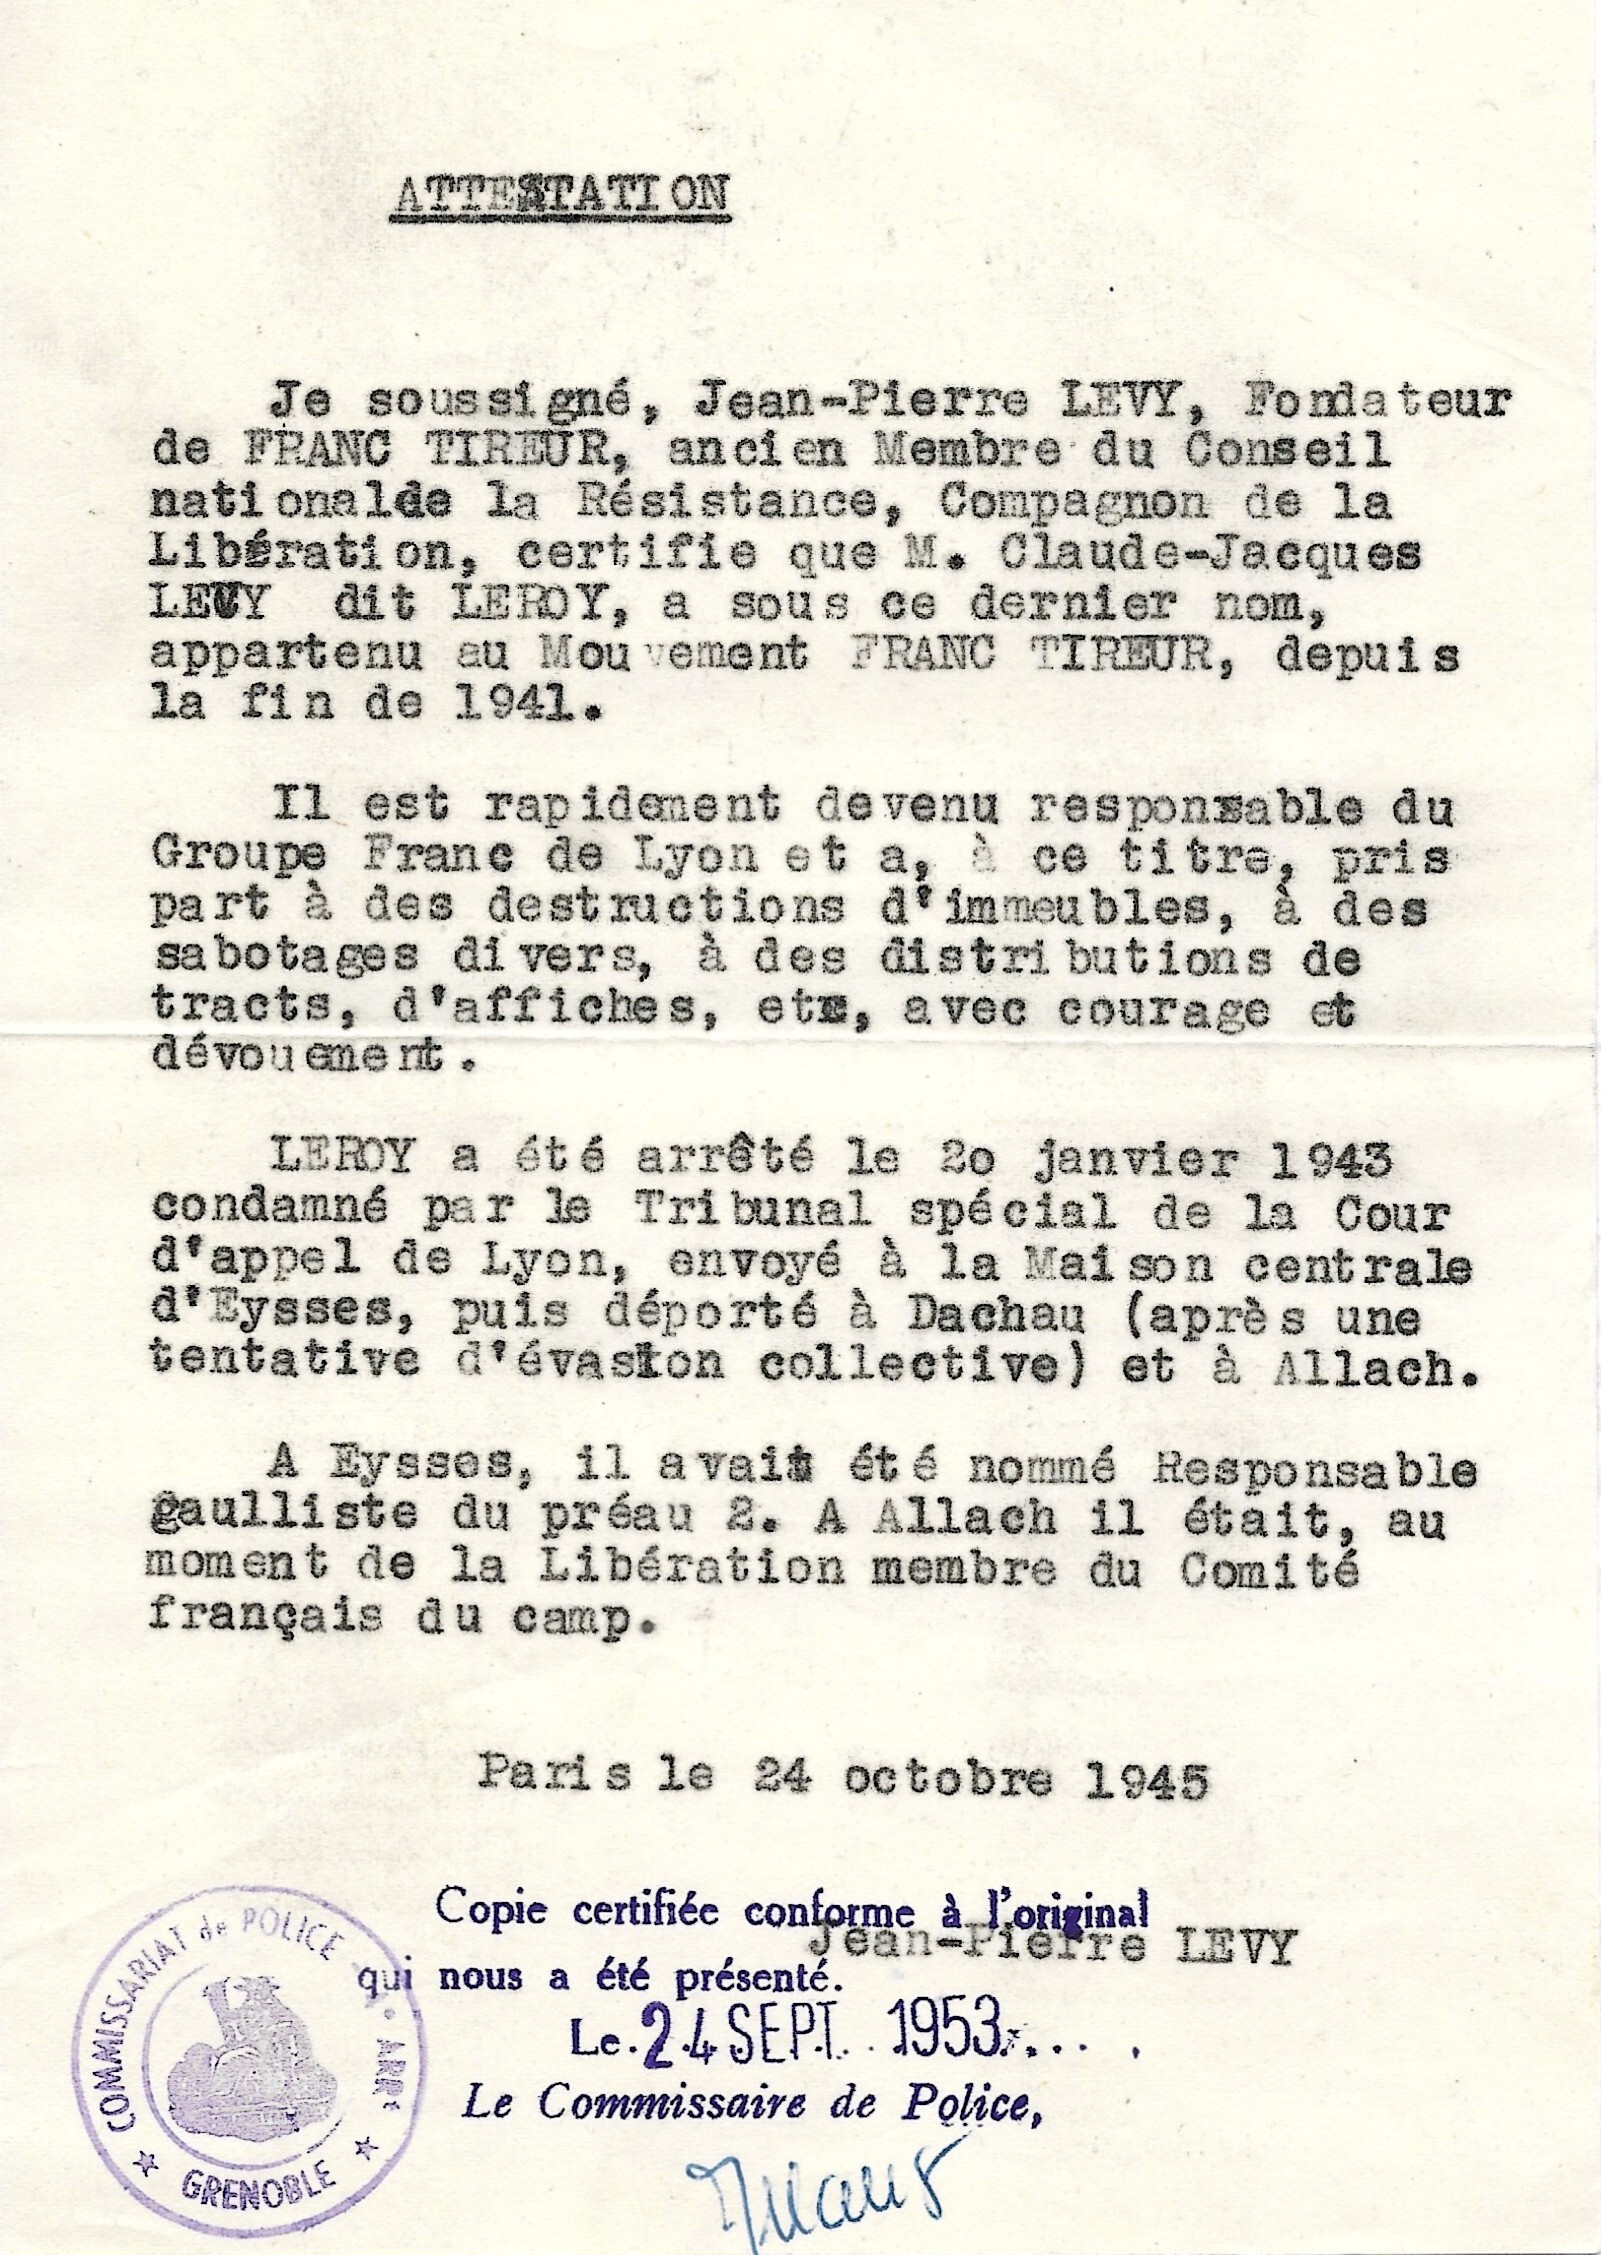 ATTESTATION
Je soussigné, Jean-Pierre LEVY, Fondateur
de FRANC TIREUR, ancien Membre du Conseil
nationalde la Résistance, Compagnon de la
Libération, certifie que M. Claude-Jacques
LEVY dit LEROY, a sous ce dernier nom,
appartenu au Mouvement FRANC TIREUR, depuis
la fin de 1941.
Il est rapidement devenu responsable du
Groupe Franc de Lyon et a, à ce titre, pris
part à des destructions d'immeubles, à des
sabotages divers, à des distributions de
tracts, d'affiches, etc, avec courage et
dévouement.
LEROY a été arrêté le 2o janvier 1943
condamné par le Tribunal spécial de la Cour
d'appel de Lyon, envoyé à la Maison centrale
d'Eysses, puis déporté à Dachau (après une
tentative d'évasion collective) et à Allach.
A Eysses, il avait été nommé Responsable
gaulliste du préau 2. A Allach il était, au
moment de la Libération membre du Comité
français du camp.
Paris le 24 octobre 1945
Copie certifiée conforme à l'original
Jean-Pierre LEVY
qui nous a été présenté.
Le 24 SEPT. 1953
Le Commissaire de Police,
COMMISSARIAT de POLICE ARRt
GRENOBLE